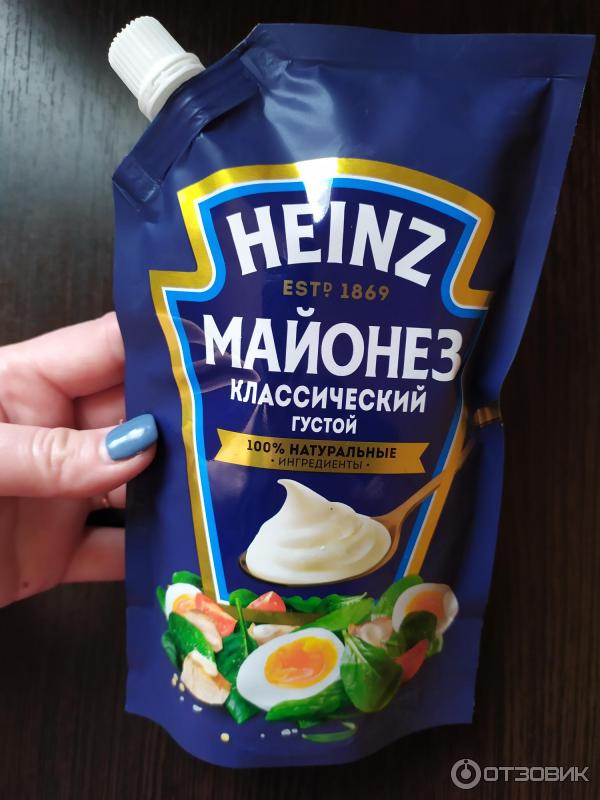 HEINZ
ESTD 1869
МАЙОНЕЗ
КЛАССИЧЕСКИЙ
ГУСТОЙ
100% НАТУРАЛЬНЫЕ
• ИНГРЕДИЕНТЫ •
ОТЗОВИК